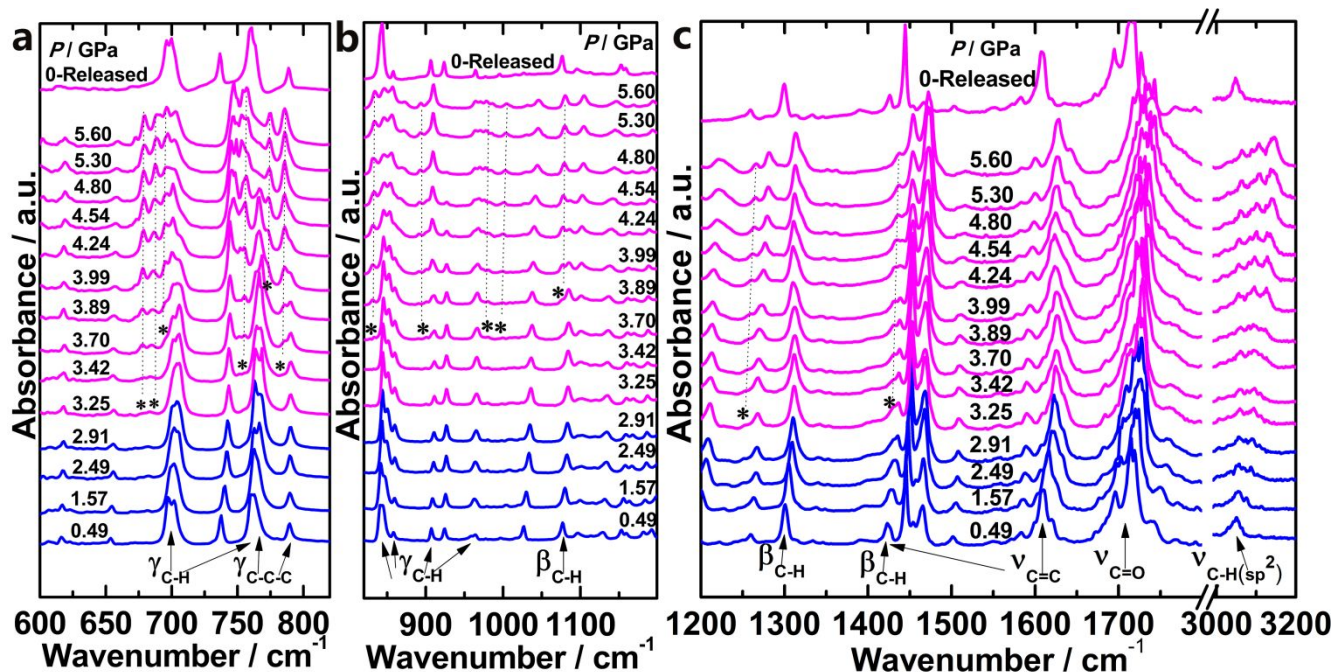 a
P / GPa
0-Released
5.60
5.30
4.80
4.54
4.24
3.99
3.89
3.70
3.42
3.25
2.91
2.49
1.57
0.49
*
*
*
*
* *
γC-H
γC-C-C
600 650 700 750 800
Wavenumber / cm-1
Absorbance / a.u.
b
P / GPa
0-Released
5.60
5.30
4.80
4.54
4.24
3.99
3.89
3.70
3.42
3.25
2.91
2.49
1.57
0.49
*
* * * *
γC-H
βC-H
900 1000 1100
Wavenumber / cm-1
Absorbance / a.u.
c
P / GPa
0-Released
5.60
5.30
4.80
4.54
4.24
3.99
3.89
3.70
3.42
3.25
2.91
2.49
1.57
0.49
* *
βC-H
βC-H
νC=C
νC=O
νC-H(sp2)
1200 1300 1400 1500 1600 1700 3000 3200
Wavenumber / cm-1
Absorbance / a.u.